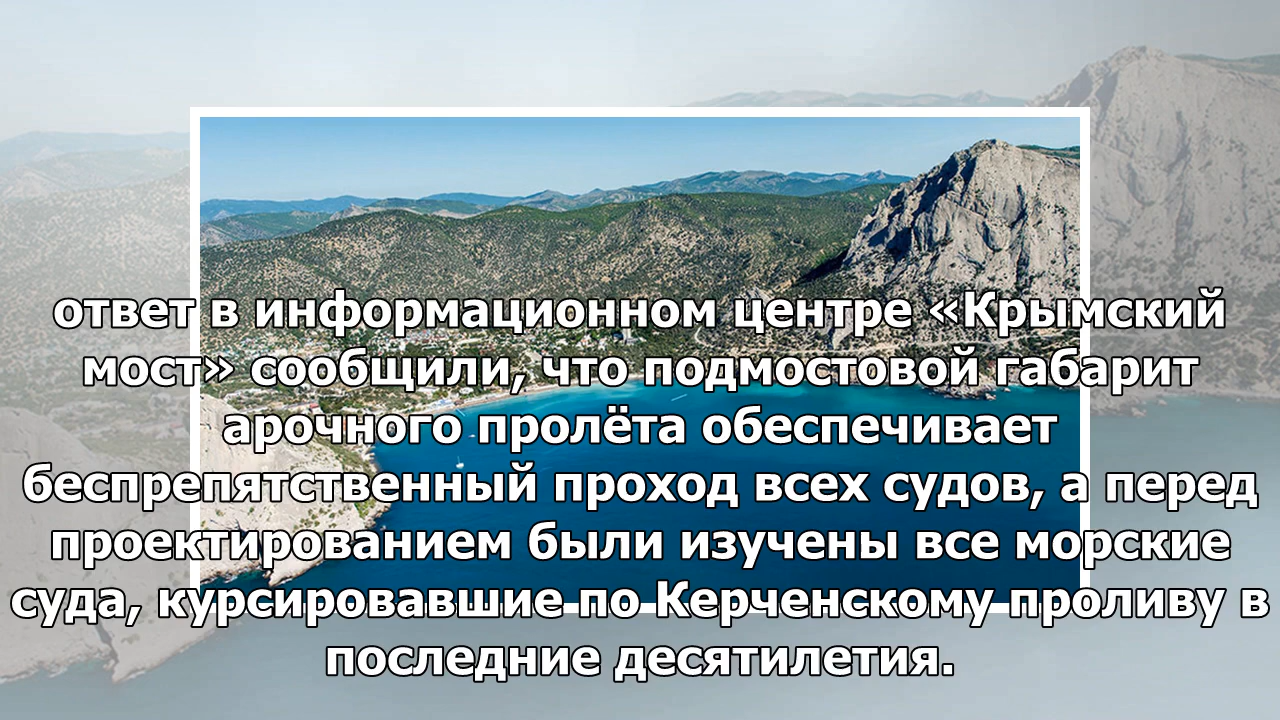 ответ в информационном центре «Крымский
мост» сообщили, что подмостовой габарит
арочного пролёта обеспечивает
беспрепятственный проход всех судов, а перед
проектированием были изучены все морские
суда, курсировавшие по Керченскому проливу в
последние десятилетия.